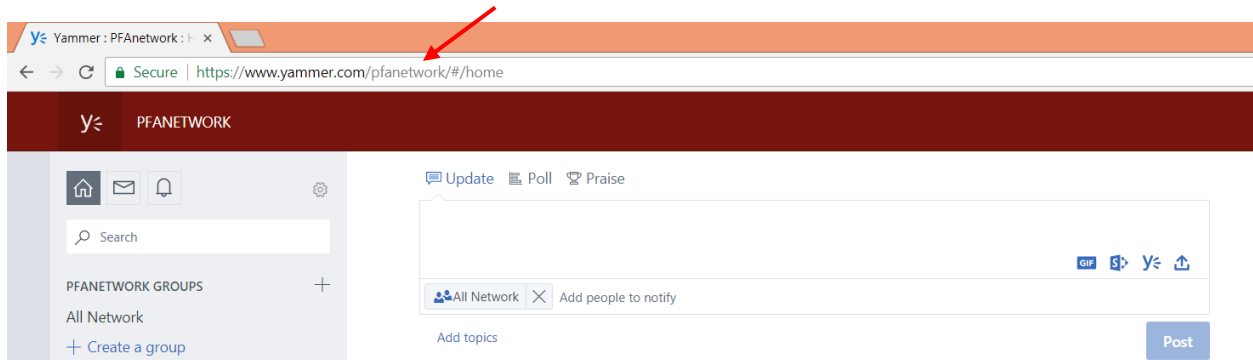 Yammer : PFAnetwork : H
Secure | https://www.yammer.com/pfanetwork/#/home
PFANETWORK
Update Poll Praise
Search
GIF
PFANETWORK GROUPS
All Network Add people to notify
All Network
Add topics
Post
Create a group